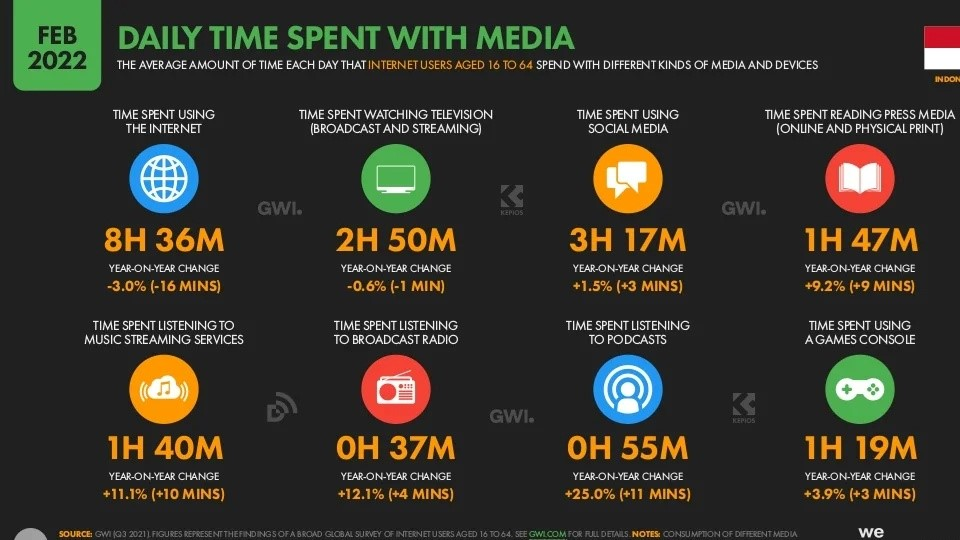 FEB
2022
DAILY TIME SPENT WITH MEDIA
THE AVERAGE AMOUNT OF TIME EACH DAY THAT INTERNET USERS AGED 16 TO 64 SPEND WITH DIFFERENT KINDS OF MEDIA AND DEVICES
INDON
TIME SPENT USING
THE INTERNET
8H 36M
YEAR-ON-YEAR CHANGE
-3.0% (-16 MINS)
TIME SPENT WATCHING TELEVISION
(BROADCAST AND STREAMING)
2H 50M
YEAR-ON-YEAR CHANGE
-0.6% (-1 MIN)
TIME SPENT USING
SOCIAL MEDIA
3H 17M
YEAR-ON-YEAR CHANGE
+1.5% (+3 MINS)
TIME SPENT READING PRESS MEDIA
(ONLINE AND PHYSICAL PRINT)
1H 47M
YEAR-ON-YEAR CHANGE
+9.2% (+9 MINS)
GWI.
KEPIOS
GWI.
TIME SPENT LISTENING TO
MUSIC STREAMING SERVICES
1H 40M
YEAR-ON-YEAR CHANGE
+11.1% (+10 MINS)
TIME SPENT LISTENING
TO BROADCAST RADIO
0H 37M
YEAR-ON-YEAR CHANGE
+12.1% (+4 MINS)
TIME SPENT LISTENING
TO PODCASTS
0H 55M
YEAR-ON-YEAR CHANGE
+25.0% (+11 MINS)
TIME SPENT USING
A GAMES CONSOLE
1H 19M
YEAR-ON-YEAR CHANGE
+3.9% (+3 MINS)
GWI.
KEPIOS
SOURCE: GWI (Q3 2021). FIGURES REPRESENT THE FINDINGS OF A BROAD GLOBAL SURVEY OF INTERNET USERS AGED 16 TO 64. SEE GWI.COM FOR FULL DETAILS. NOTES: CONSUMPTION OF DIFFERENT MEDIA
we